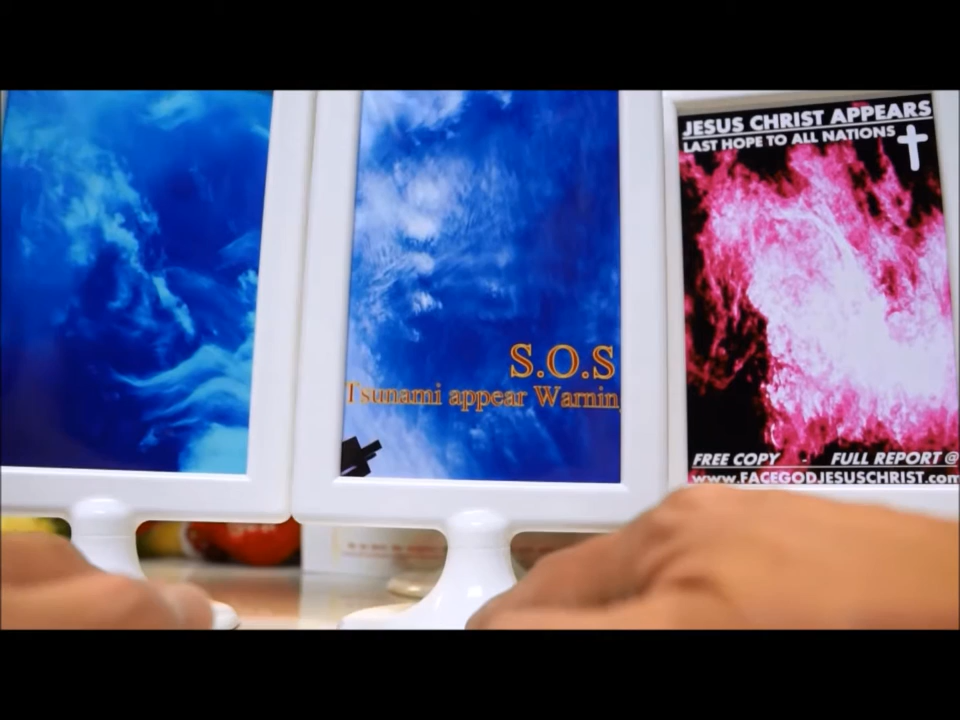 S.O.S
Tsunami appear Warnin
JESUS CHRIST APPEARS
LAST HOPE TO ALL NATIONS
FREE COPY - FULL REPORT @
www.FACEGODJESUSCHRIST.com